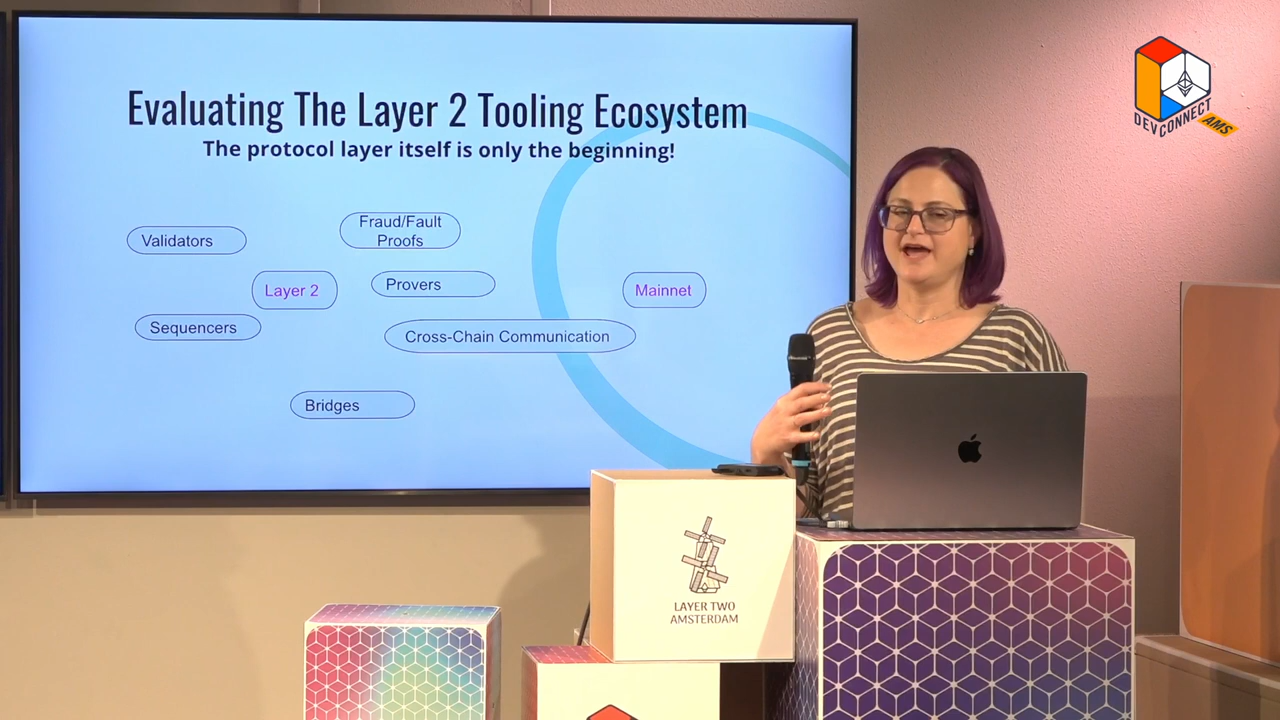 Evaluating The Layer 2 Tooling Ecosystem
The protocol layer itself is only the beginning!
Validators
Fraud/Fault
Proofs
Layer 2
Provers
Mainnet
Sequencers
Cross-Chain Communication
Bridges
DEVCONNECT
AMS
LAYER TWO
AMSTERDAM